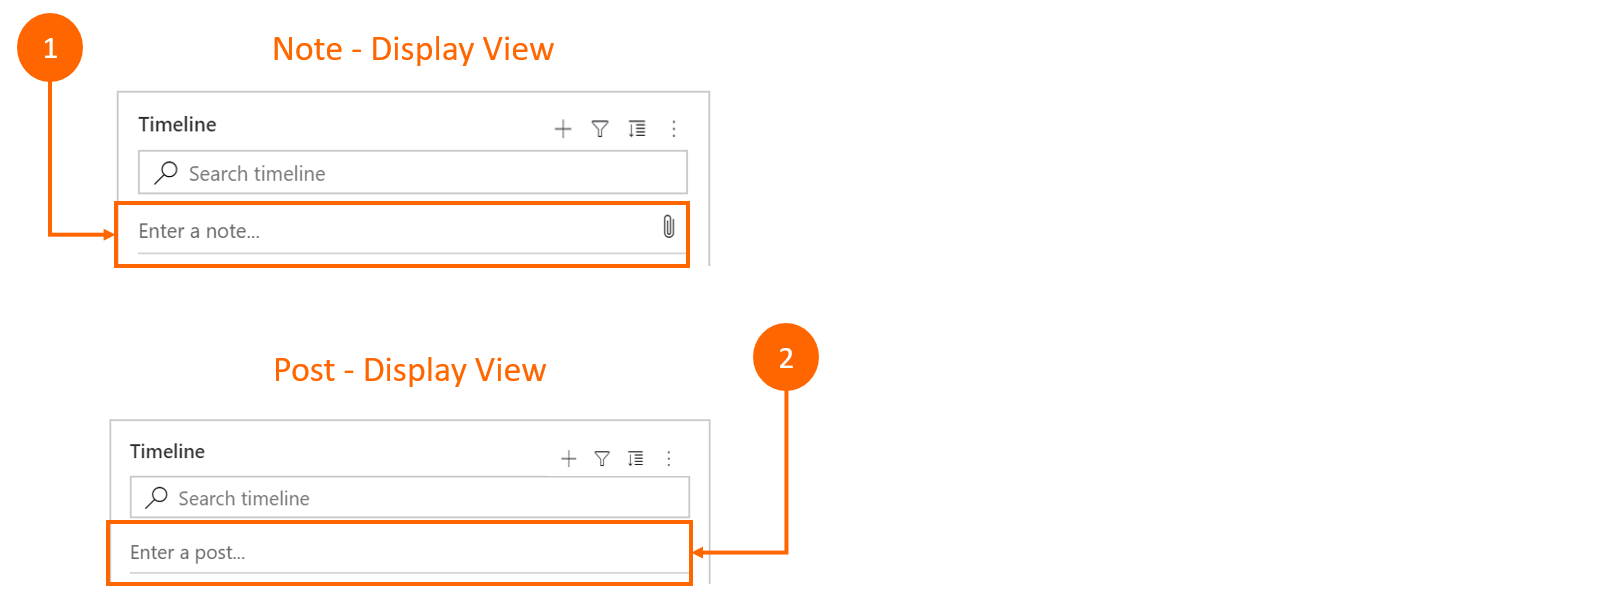 1
Note - Display View
Timeline
Search timeline
Enter a note...
2
Post - Display View
Timeline
Search timeline
Enter a post...